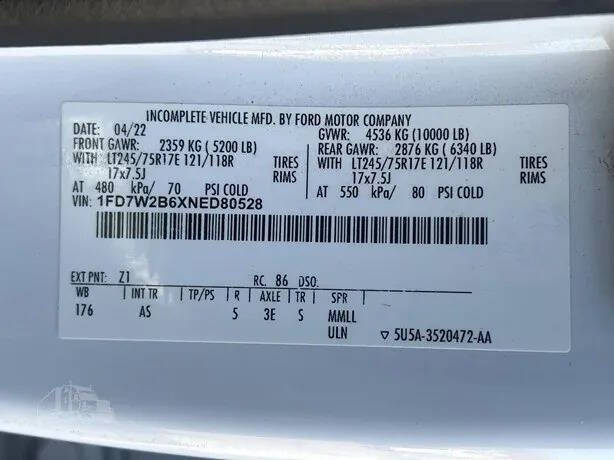 INCOMPLETE VEHICLE MFD. BY FORD MOTOR COMPANY
DATE: 04/22 GVWR: 4536 KG (10000 LB)
FRONT GAWR: 2359 KG ( 5200 LB) REAR GAWR: 2876 KG ( 6340 LB)
WITH LT245/75R17E 121/118R TIRES WITH LT245/75R17E 121/118R TIRES
17x7.5J RIMS 17x7.5J RIMS
AT 480 kPa/ 70 PSI COLD AT 550 kPa/ 80 PSI COLD
VIN: 1FD7W2B6XNED80528
EXT PNT: Z1 RC: 86 DSO:
WB INT TR TP/PS R AXLE TR SPR
176 AS 5 3E S MMLL
ULN ▽ 5U5A-3520472-AA